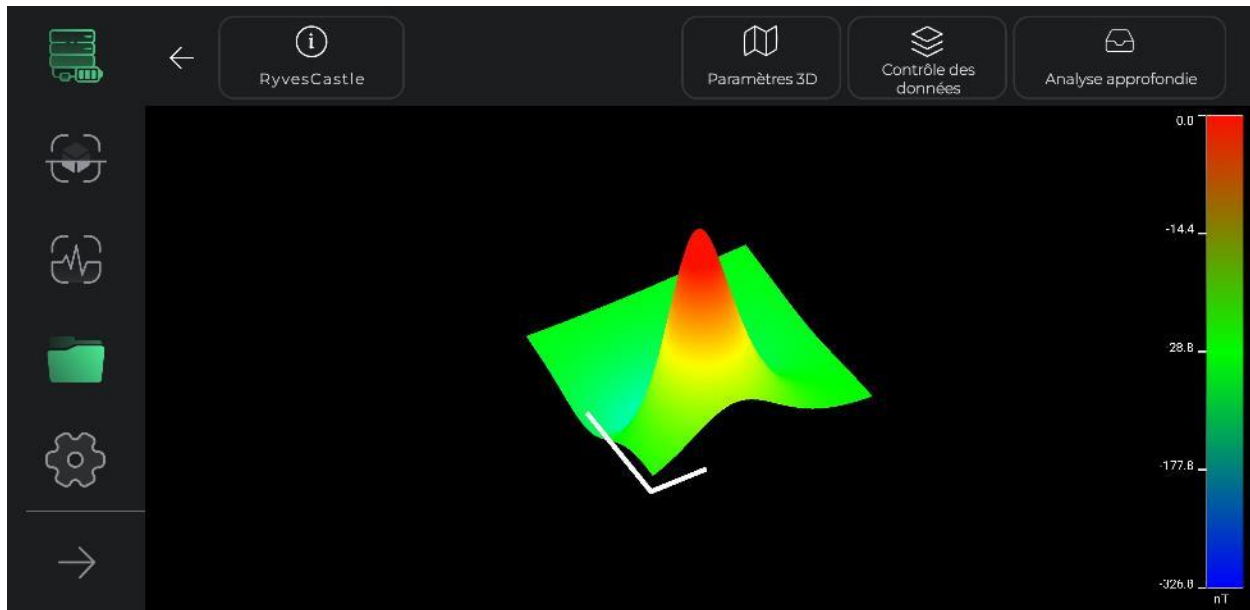 RyvesCastle
Paramètres 3D
Contrôle des
données
Analyse approfondie
0.0
-14.4
-28.8
-177.8
-326.8
nT